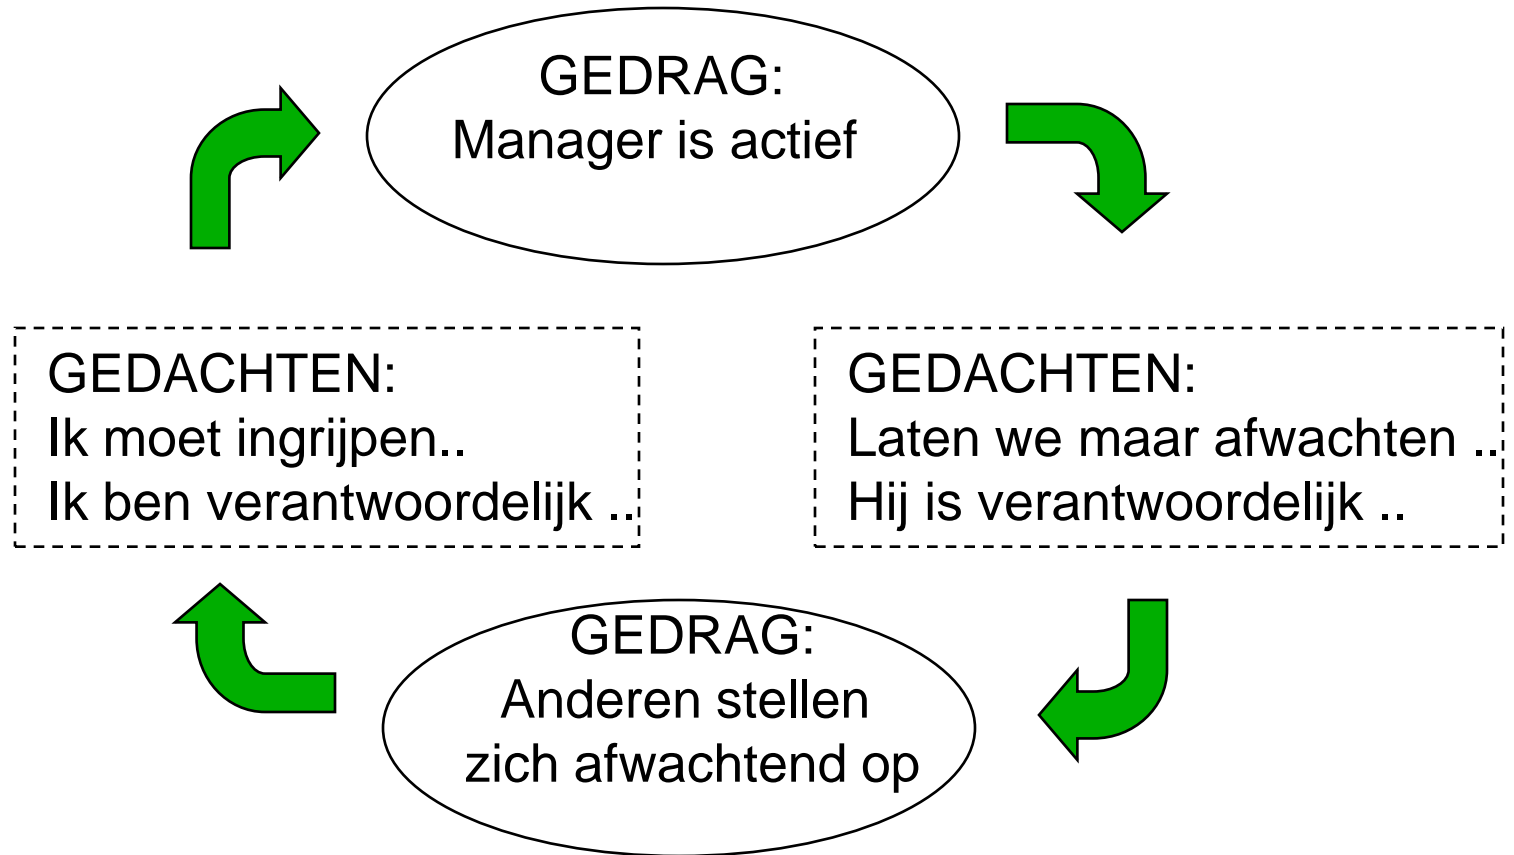 GEDRAG:
Manager is actief
GEDACHTEN:
Ik moet ingrijpen..
Ik ben verantwoordelijk ..
GEDACHTEN:
Laten we maar afwachten ..
Hij is verantwoordelijk ..
GEDRAG:
Anderen stellen
zich afwachtend op